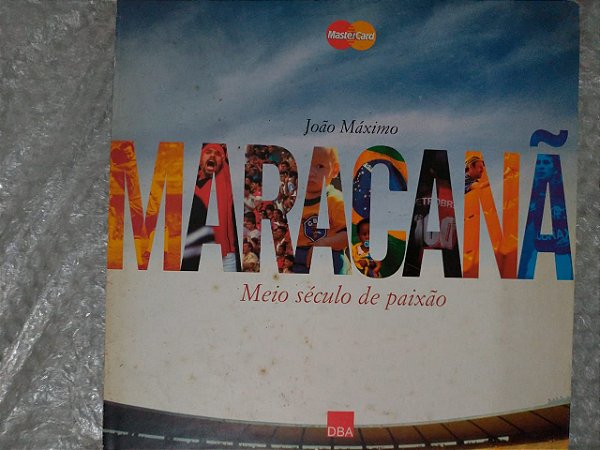 MasterCard
João Máximo
MARACANÃ
Meio século de paixão
DBA